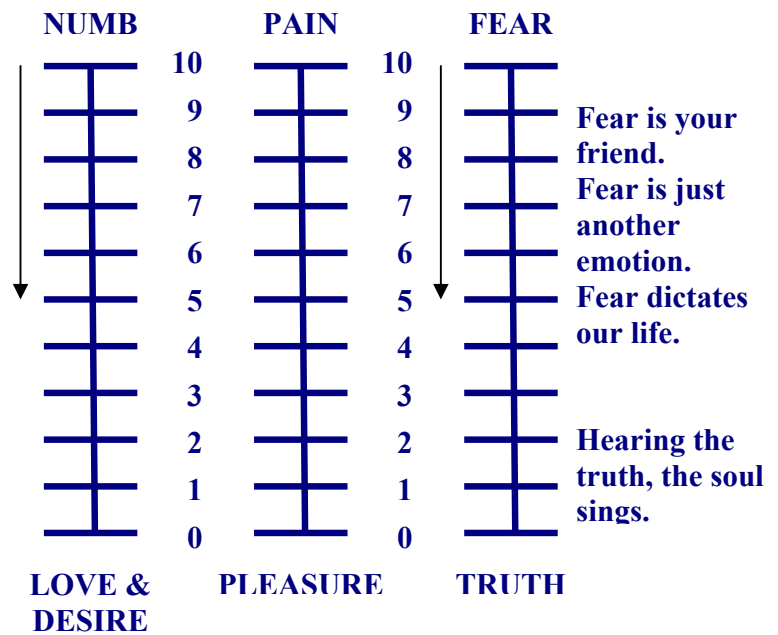 NUMB PAIN FEAR
10 10
9 9
Fear is your
8 8
friend.
7 7
Fear is just
another
6 6
emotion.
5 5
Fear dictates
our life.
4 4
3 3
2 2
Hearing the
truth, the soul
1 1
sings.
0 0
LOVE & PLEASURE TRUTH
DESIRE